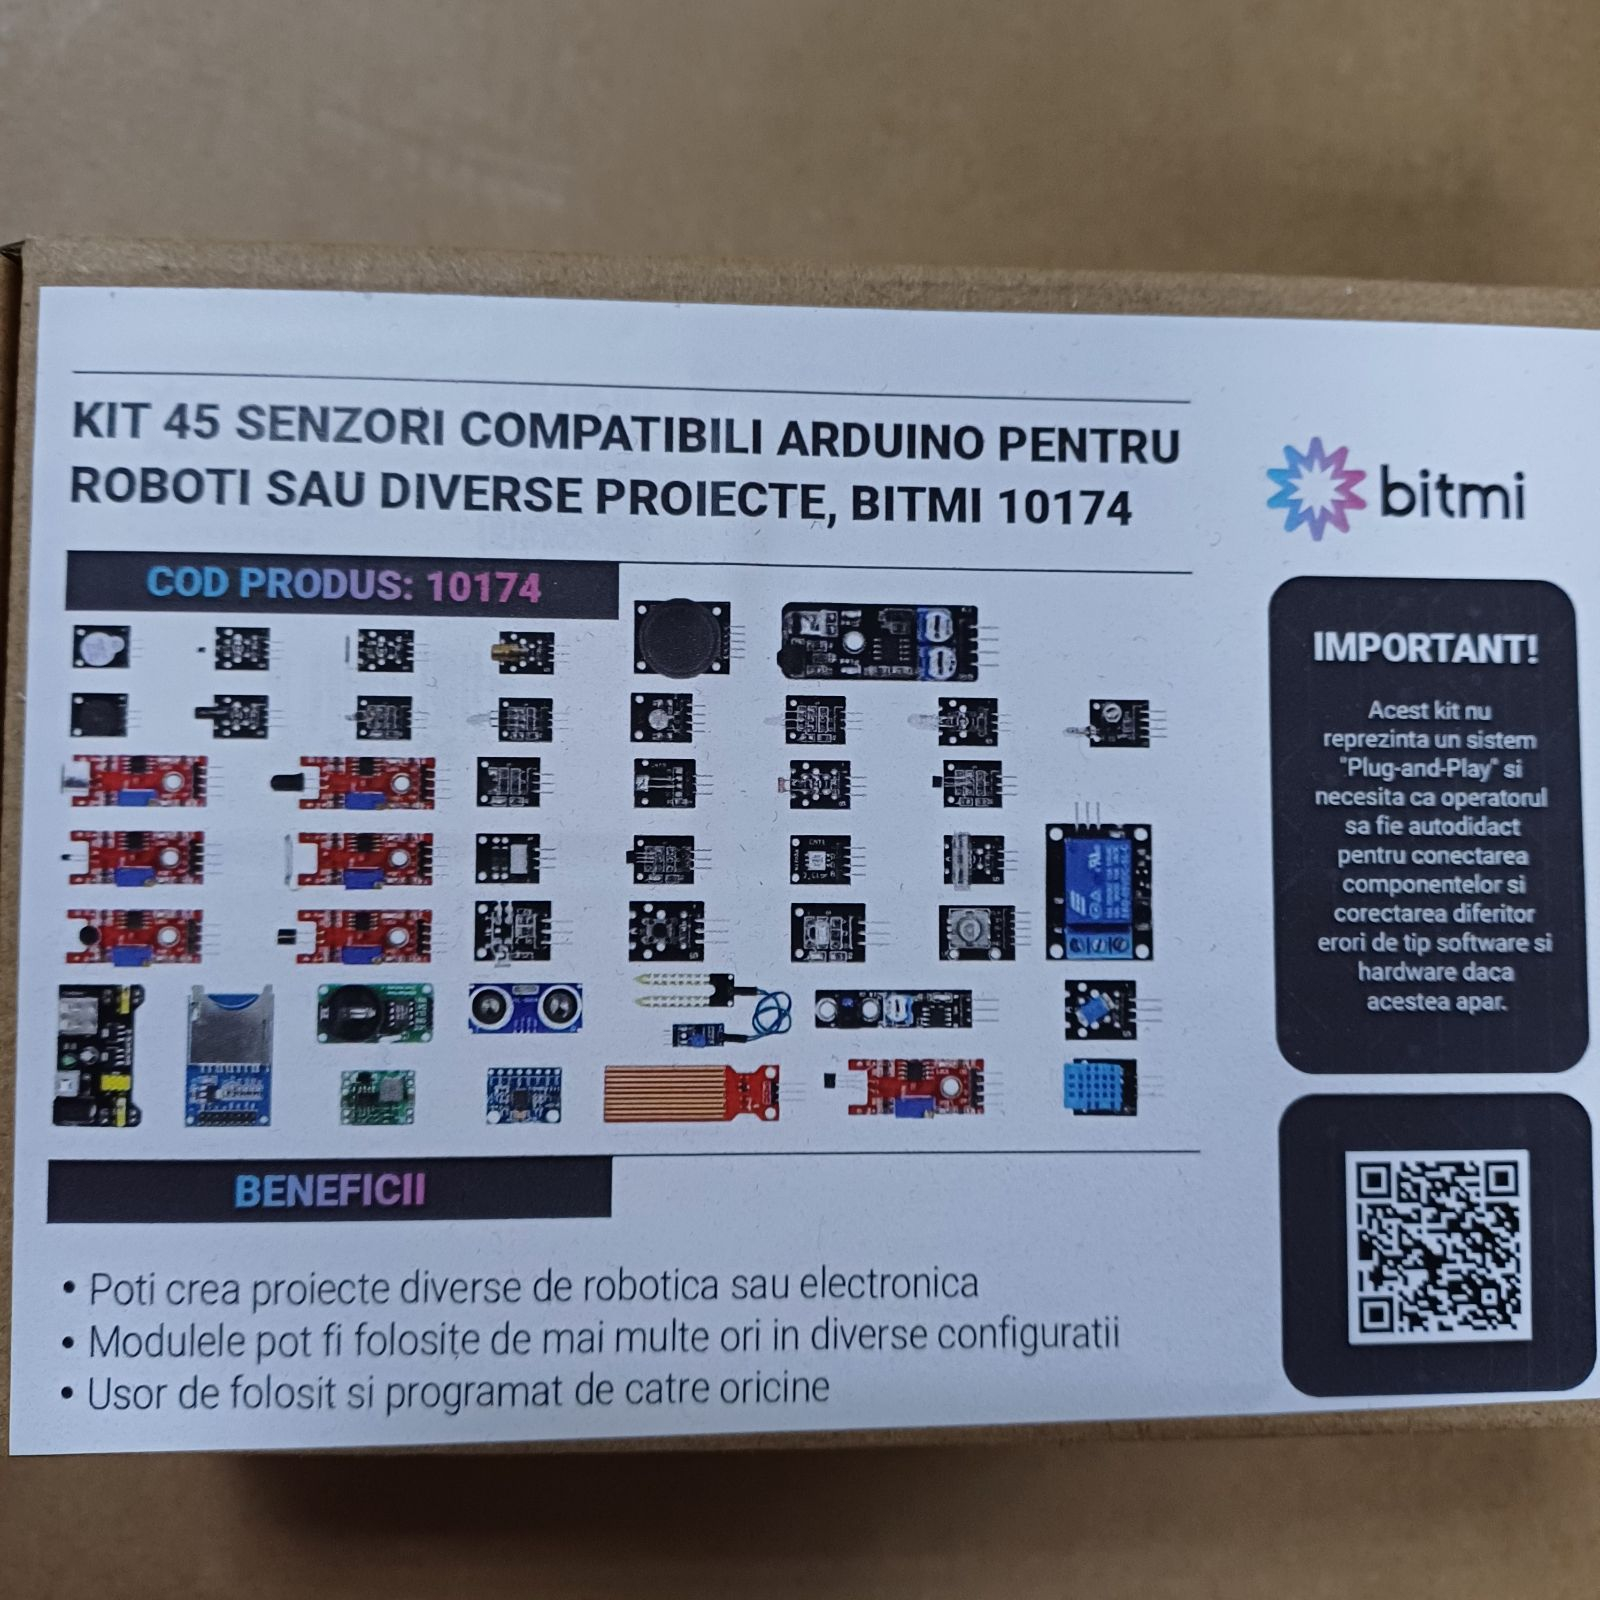 KIT 45 SENZORI COMPATIBILI ARDUINO PENTRU
ROBOTI SAU DIVERSE PROIECTE, BITMI 10174
bitmi
COD PRODUS: 10174
IMPORTANT!
Acest kit nu
reprezinta un sistem
"Plug-and-Play" si
necesita ca operatorul
sa fie autodidact
pentru conectarea
componentelor si
corectarea diferitor
erori de tip software si
hardware daca
acestea apar.
BENEFICII
• Poti crea proiecte diverse de robotica sau electronica
• Modulele pot fi folosițe de mai multe ori in diverse configuratii
• Usor de folosit si programat de catre oricine